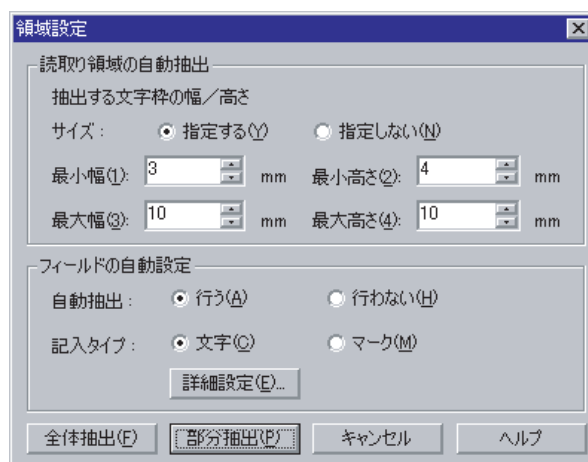 領域設定
読取り領域の自動抽出
抽出する文字枠の幅／高さ
サイズ： 指定する(Y) 指定しない(N)
最小幅(1): 3 mm 最小高さ(2): 4 mm
最大幅(3): 10 mm 最大高さ(4): 10 mm
フィールドの自動設定
自動抽出： 行う(A) 行わない(H)
記入タイプ： 文字(C) マーク(M)
詳細設定(E)...
全体抽出(F) 部分抽出(P) キャンセル ヘルプ